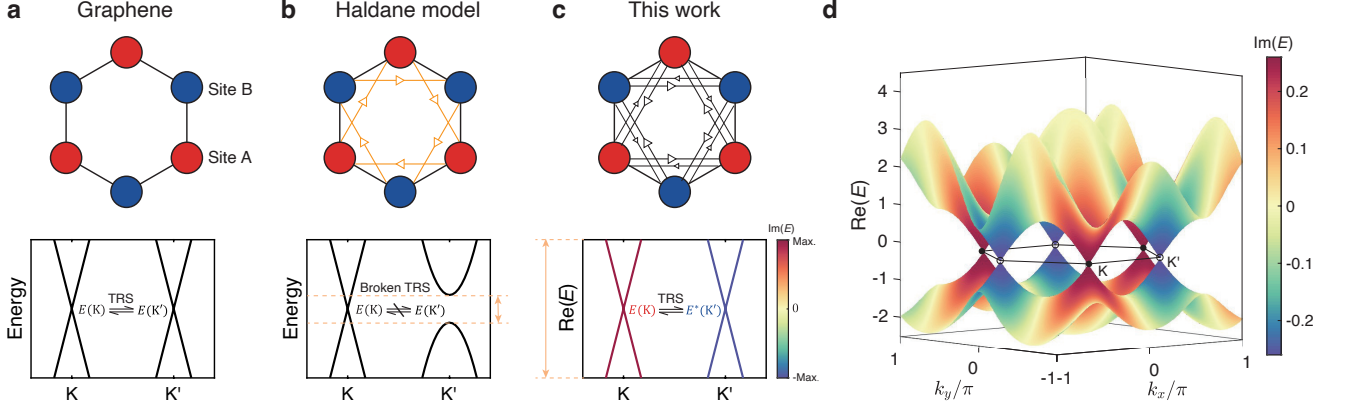 a Graphene
Site B
Site A
Energy
TRS
E(K) ⇌ E(K')
K K'
b Haldane model
Energy
Broken TRS
E(K) E(K')
K K'
c This work
Re(E)
TRS
E(K) ⇌ E*(K')
K K'
Im(E)
Max.
0
-Max.
d
Re(E)
4
3
2
1
0
-1
-2
K
K'
1 0 -1 -1 0 1
k_y/π k_x/π
Im(E)
0.2
0.1
0
-0.1
-0.2